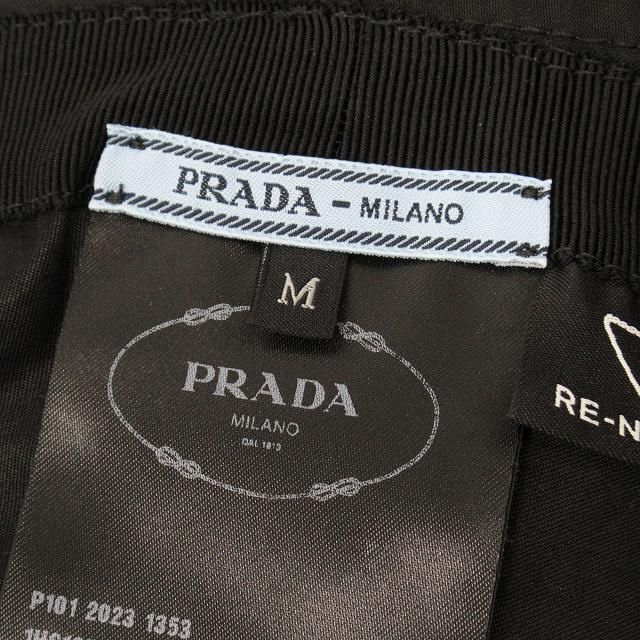 PRADA - MILANO
M
PRADA
MILANO
DAL 1913
RE-N
P101 2023 1353